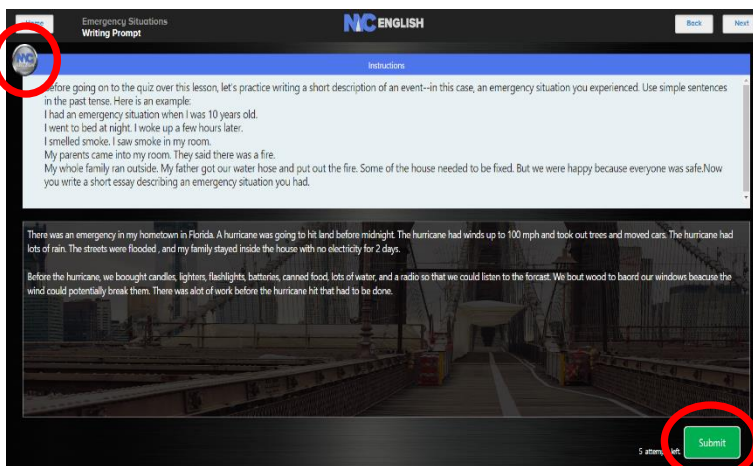 Home
Emergency Situations
Writing Prompt
NC ENGLISH
Back
Next
NC
Instructions
Before going on to the quiz over this lesson, let's practice writing a short description of an event--in this case, an emergency situation you experienced. Use simple sentences
in the past tense. Here is an example:
I had an emergency situation when I was 10 years old.
I went to bed at night. I woke up a few hours later.
I smelled smoke. I saw smoke in my room.
My parents came into my room. They said there was a fire.
My whole family ran outside. My father got our water hose and put out the fire. Some of the house needed to be fixed. But we were happy because everyone was safe.Now
you write a short essay describing an emergency situation you had.
There was an emergency in my hometown in Florida. A hurricane was going to hit land before midnight. The hurricane had winds up to 100 mph and took out trees and moved cars. The hurricane had
lots of rain. The streets were flooded , and my family stayed inside the house with no electricity for 2 days.
Before the hurricane, we boought candles, lighters, flashlights, batteries, canned food, lots of water, and a radio so that we could listen to the forcast. We bout wood to baord our windows beacuse the
wind could potentially break them. There was alot of work before the hurricane hit that had to be done.
5 attempts left
Submit